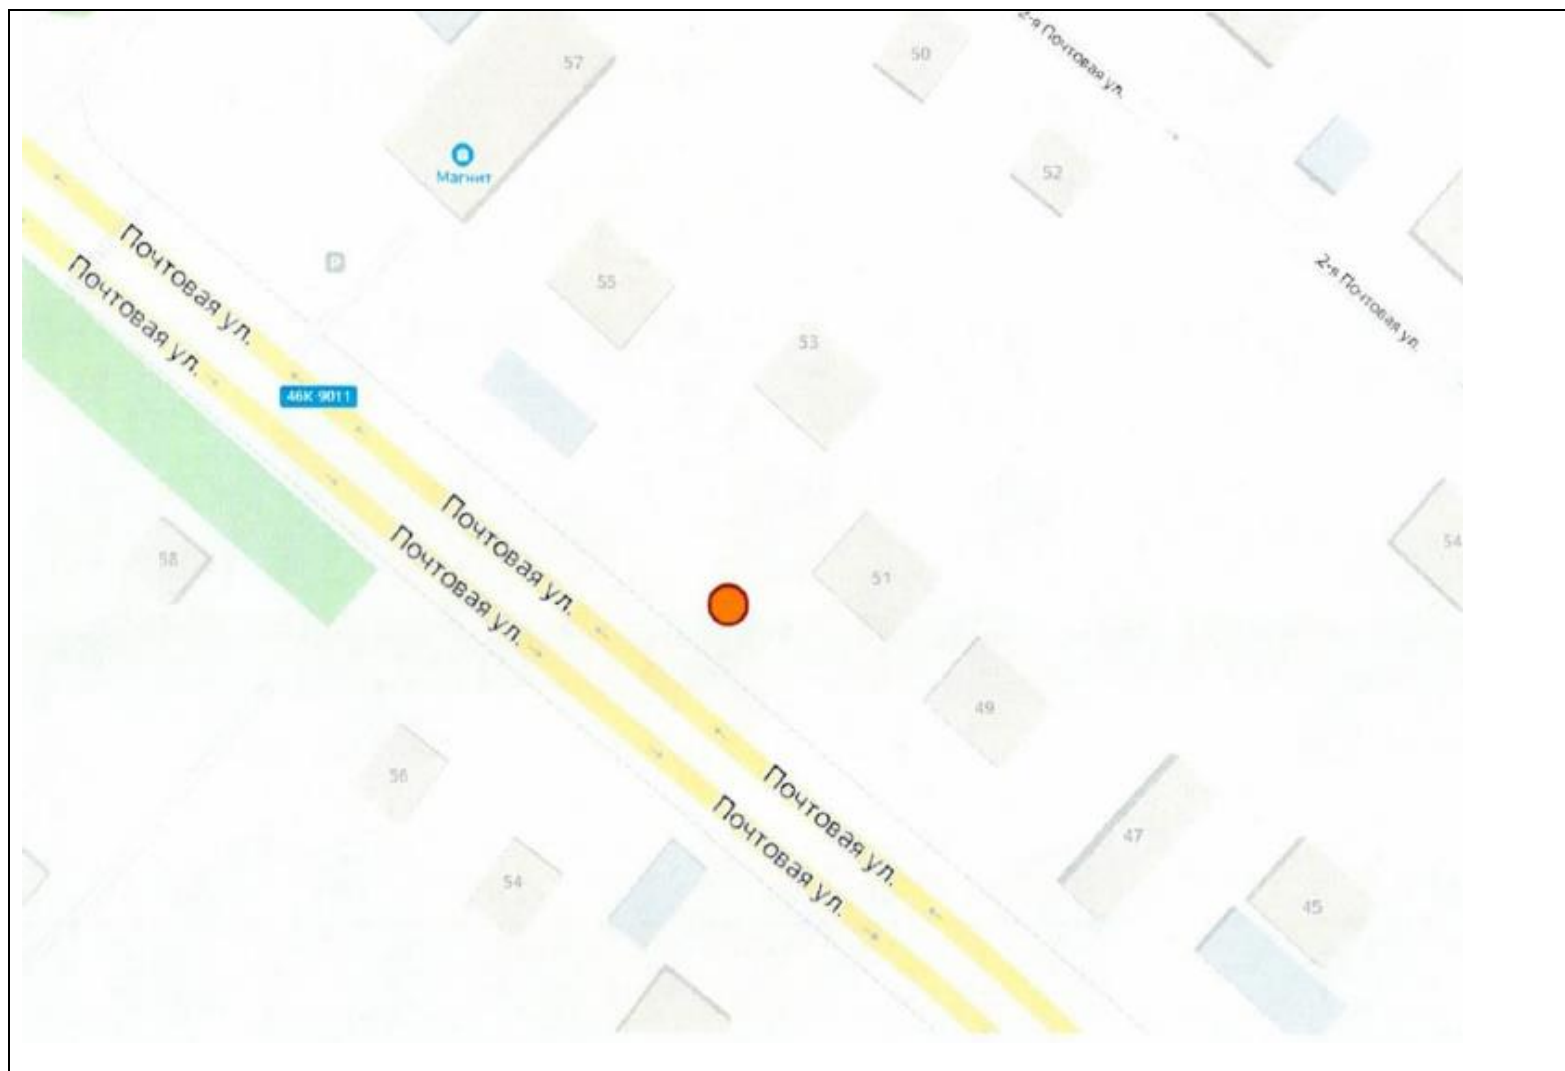 2-я Почтовая ул.
57
50
Магнит
52
Почтовая ул.
P
Почтовая ул.
2-я Почтовая ул.
55
53
46К-9011
Почтовая ул.
Почтовая ул.
54
58
51
49
56
Почтовая ул.
Почтовая ул.
47
54
45